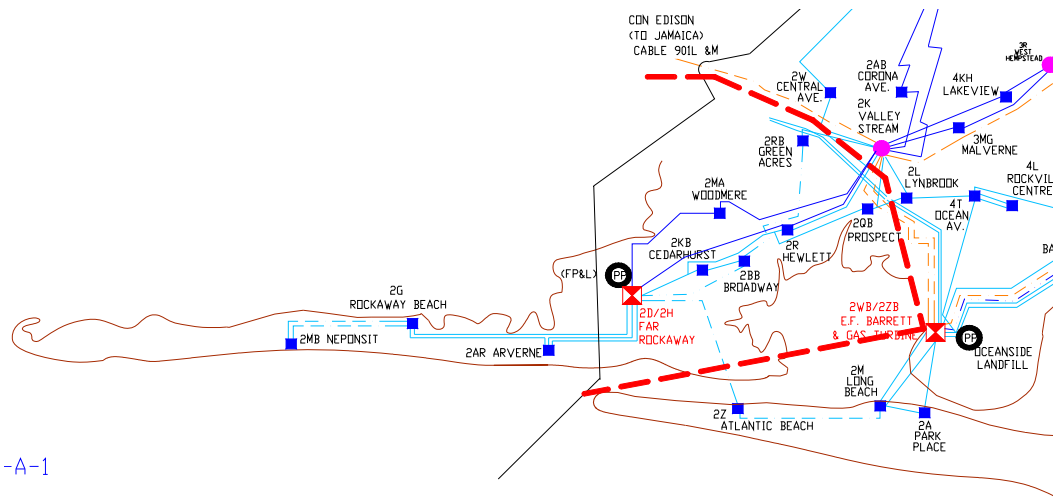 CON EDISON
(TO JAMAICA)
CABLE 901L &M
3R
WEST
HEMPSTEAD
2W
CENTRAL
AVE.
2AB
CORONA
AVE.
4KH
LAKEVIEW
2K
VALLEY
STREAM
3MG
MALVERNE
2RB
GREEN
ACRES
2MA
WOODMERE
2L
LYNBROOK
4L
ROCKVIL
CENTRE
4T
OCEAN
AV.
2QB
PROSPECT
2KB
CEDARHURST
2R
HEWLETT
BA
2BB
BROADWAY
(FP&L)
PP
2G
ROCKAWAY BEACH
2D/2H
FAR
ROCKAWAY
2WB/2ZB
E.F. BARRETT
& GAS TURBINE
PP
OCEANSIDE
LANDFILL
2MB NEPONSIT
2AR ARVERNE
2M
LONG
BEACH
2Z
ATLANTIC BEACH
2A
PARK
PLACE
-A-1